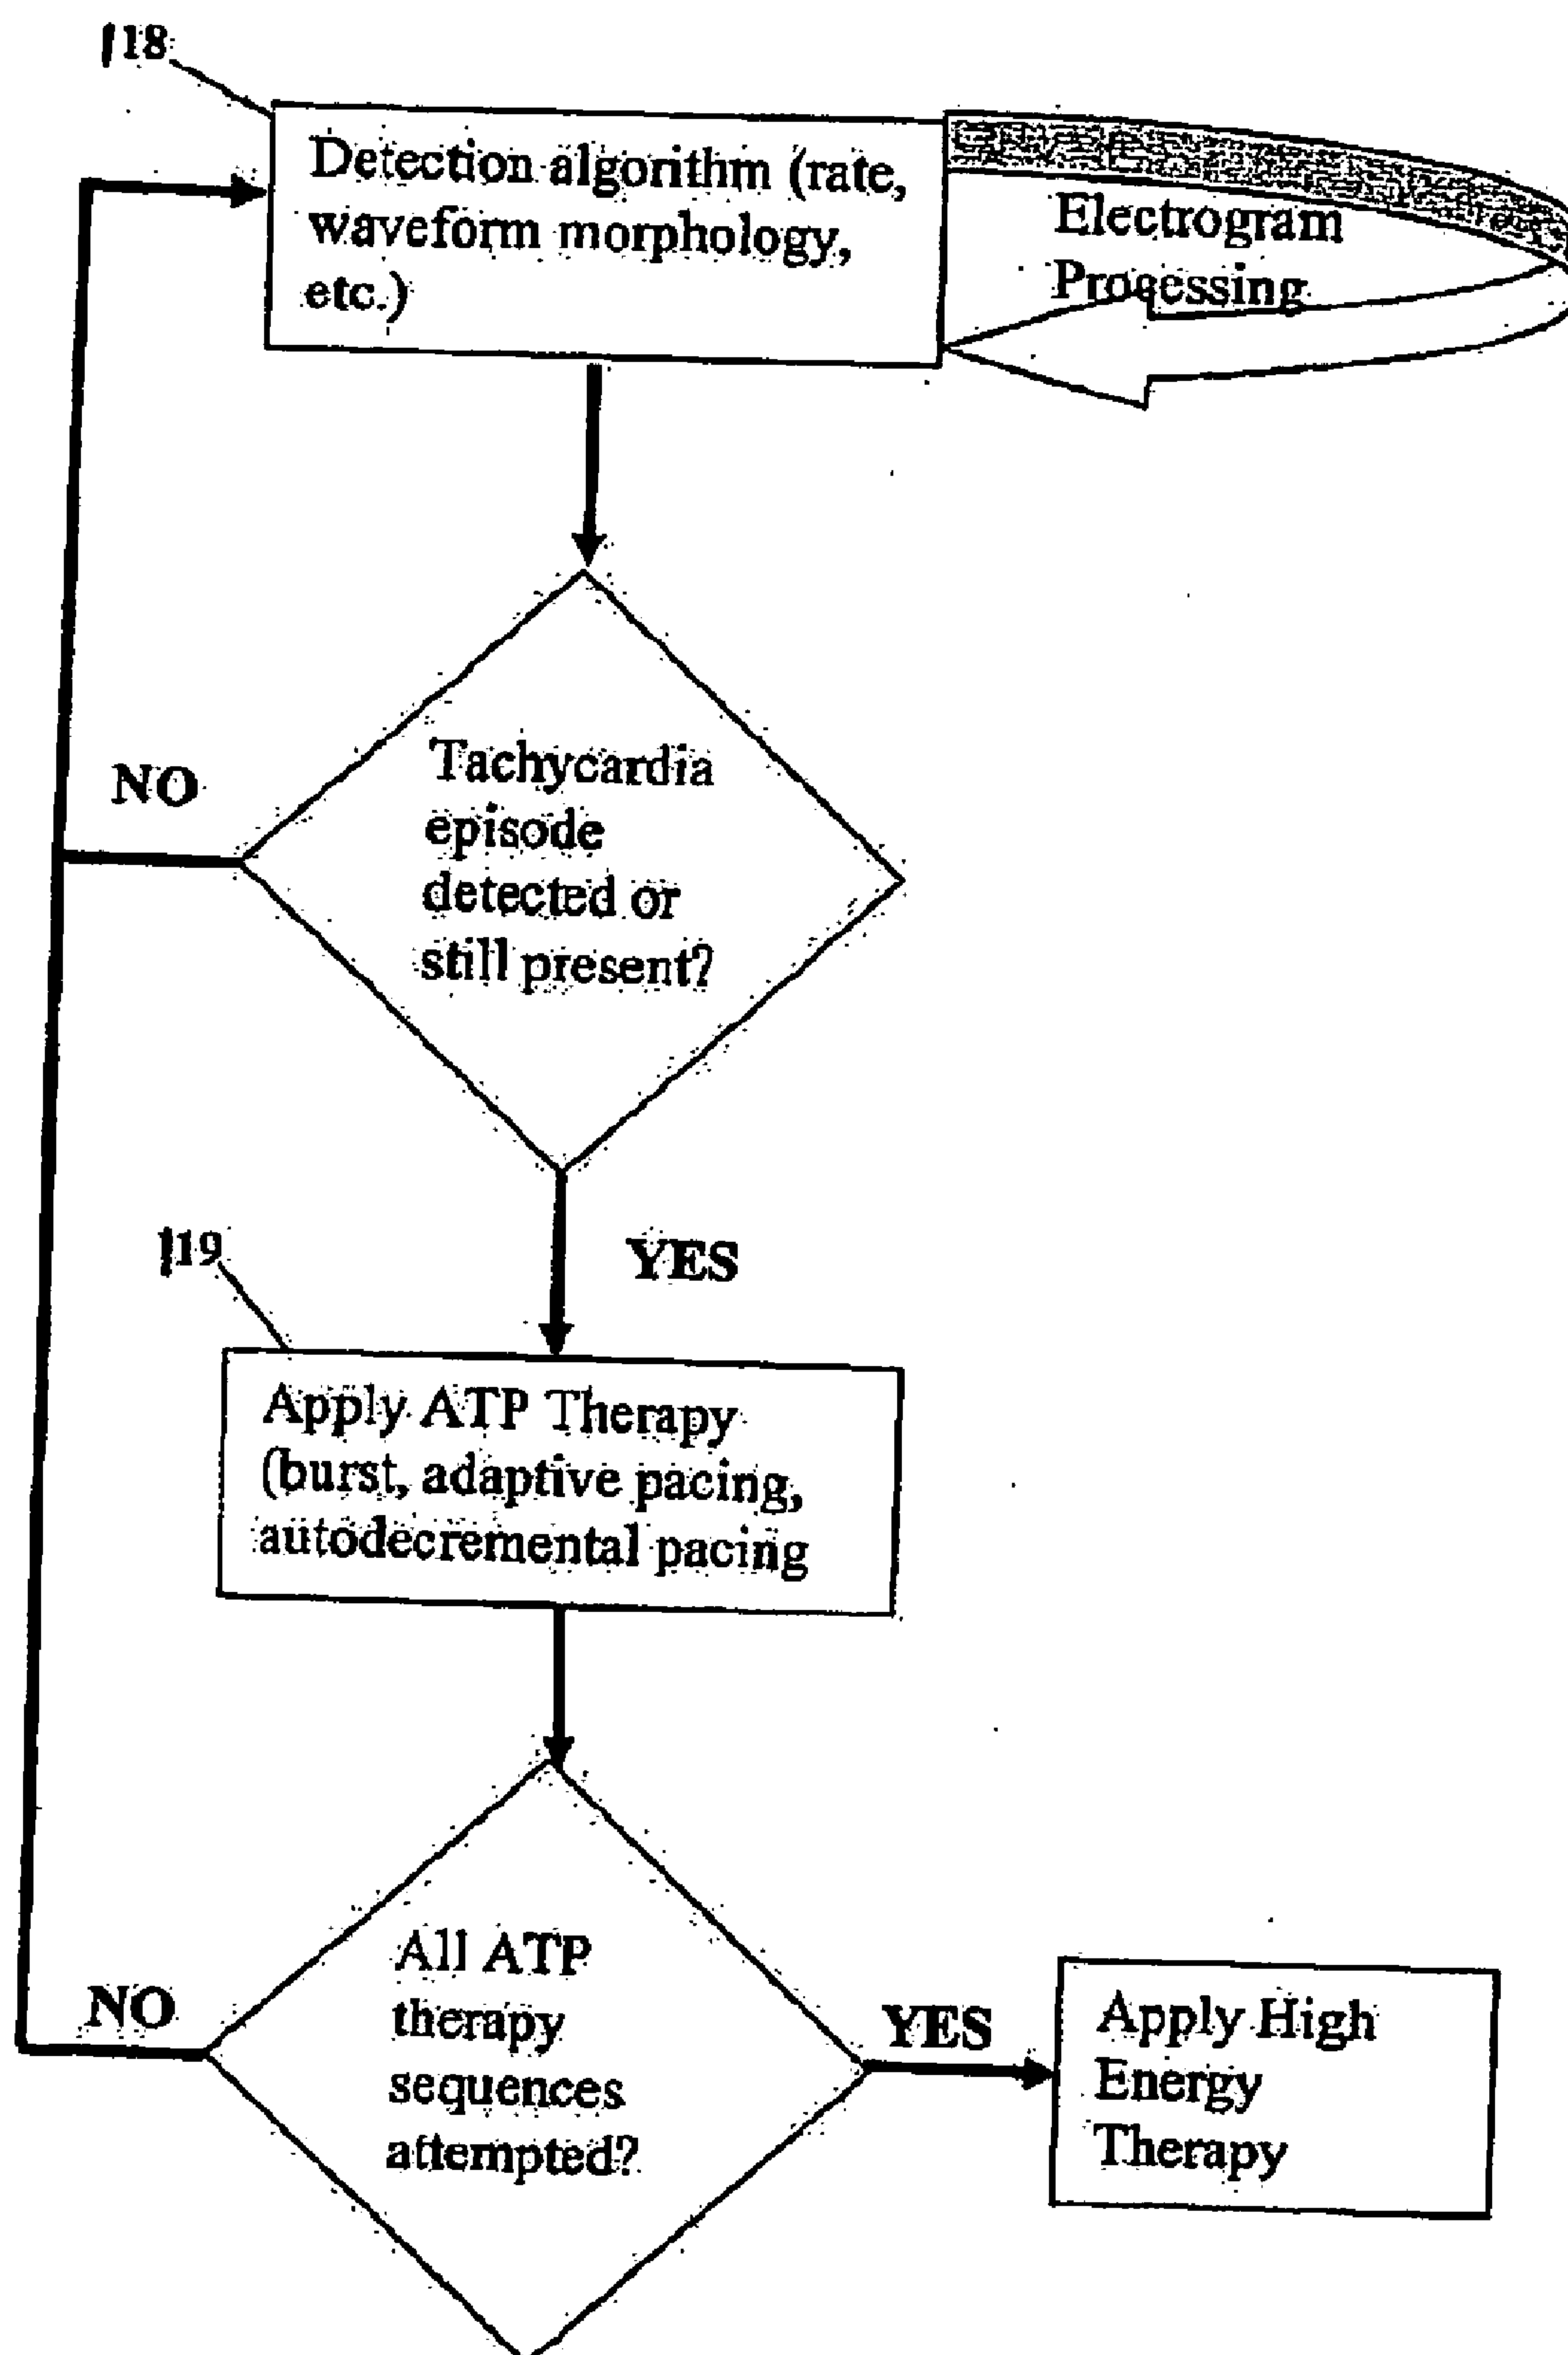 118
Detection algorithm (rate,
waveform morphology,
etc.)
Electrogram
Processing
Tachycardia
episode
detected or
still present?
NO
YES
119
Apply ATP Therapy
(burst, adaptive pacing,
autodecremental pacing
All ATP
therapy
sequences
attempted?
NO
YES
Apply High
Energy
Therapy